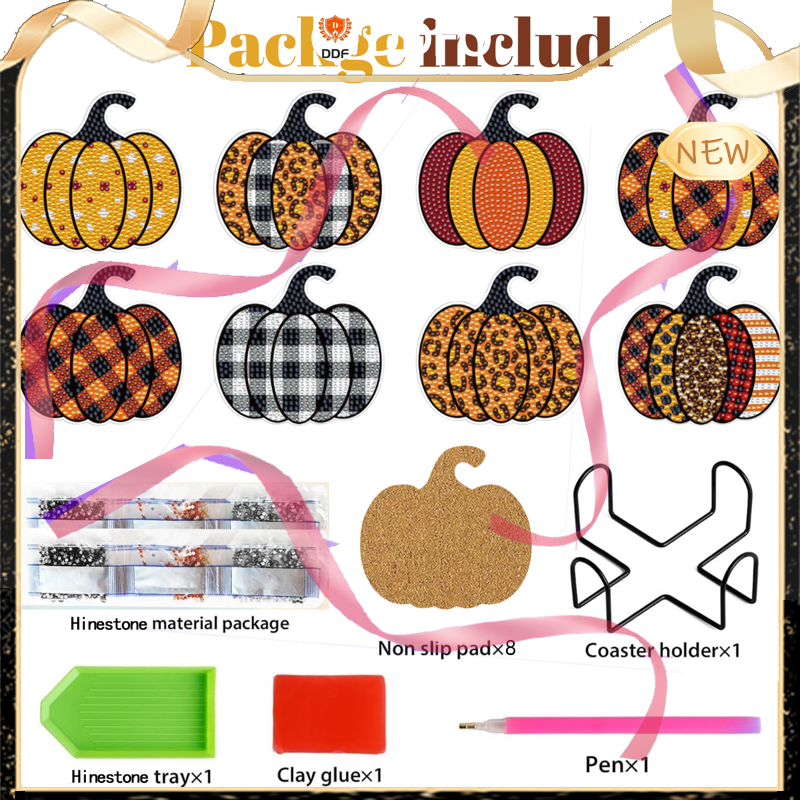 Package includ
DDF
NEW
Hinestone material package
Non slip pad×8
Coaster holder×1
Hinestone tray×1
Clay glue×1
Pen×1